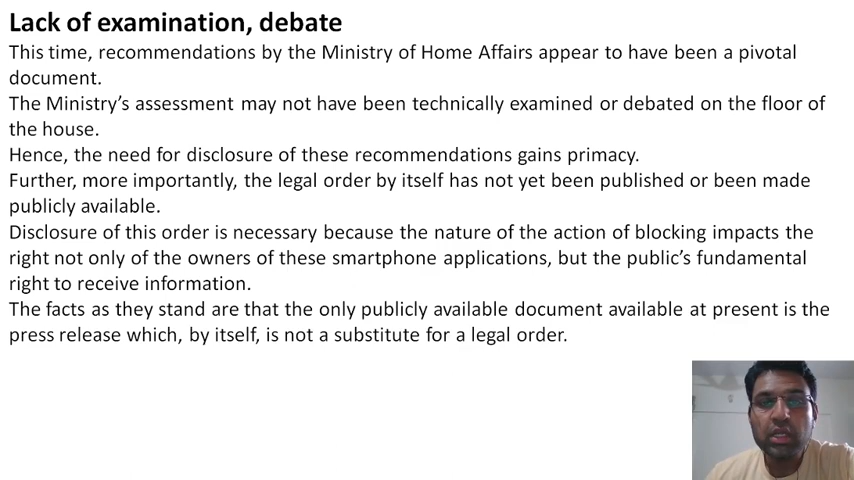 Lack of examination, debate
This time, recommendations by the Ministry of Home Affairs appear to have been a pivotal
document.
The Ministry’s assessment may not have been technically examined or debated on the floor of
the house.
Hence, the need for disclosure of these recommendations gains primacy.
Further, more importantly, the legal order by itself has not yet been published or been made
publicly available.
Disclosure of this order is necessary because the nature of the action of blocking impacts the
right not only of the owners of these smartphone applications, but the public’s fundamental
right to receive information.
The facts as they stand are that the only publicly available document available at present is the
press release which, by itself, is not a substitute for a legal order.